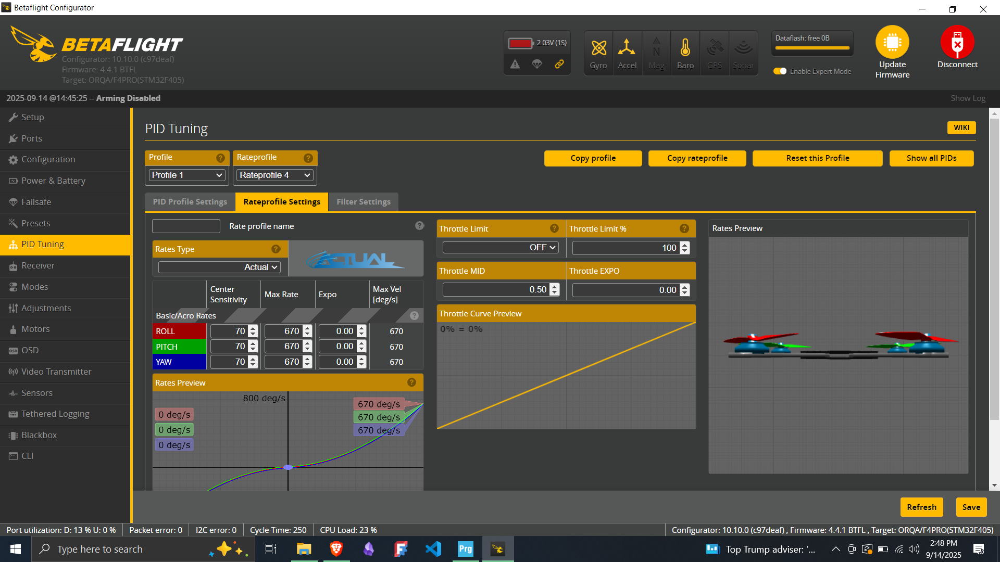 Betaflight Configurator
BETAFLIGHT
Configurator: 10.10.0 (c97deaf)
Firmware: 4.4.1 BTFL
Target: ORQA/F4PRO(STM32F405)
2.03V (1S)
Gyro Accel Mag Baro GPS Sonar
Dataflash: free 0B
Enable Expert Mode
Update Firmware
Disconnect
2025-09-14 @14:45:25 -- Arming Disabled
Show Log
Setup
Ports
Configuration
Power & Battery
Failsafe
Presets
PID Tuning
Receiver
Modes
Adjustments
Motors
OSD
Video Transmitter
Sensors
Tethered Logging
Blackbox
CLI
PID Tuning
WIKI
Profile ? Rateprofile ?
Profile 1 Rateprofile 4
Copy profile Copy rateprofile Reset this Profile Show all PIDs
PID Profile Settings Rateprofile Settings Filter Settings
Rate profile name ?
Rates Type ?
Actual
ACTUAL
Center Sensitivity Max Rate Expo Max Vel [deg/s]
Basic/Acro Rates ?
ROLL 70 670 0.00 670
PITCH 70 670 0.00 670
YAW 70 670 0.00 670
Rates Preview ?
800 deg/s
0 deg/s
0 deg/s
0 deg/s
670 deg/s
670 deg/s
670 deg/s
Throttle Limit ? Throttle Limit % ?
OFF 100
Throttle MID Throttle EXPO
0.50 0.00
Throttle Curve Preview
0% = 0%
Rates Preview
Refresh Save
Port utilization: D: 13 % U: 0 % Packet error: 0 I2C error: 0 Cycle Time: 250 CPU Load: 23 %
Configurator: 10.10.0 (c97deaf) , Firmware: 4.4.1 BTFL , Target: ORQA/F4PRO(STM32F405)
Type here to search
Prg
Top Trump adviser: ‘...
2:48 PM
9/14/2025